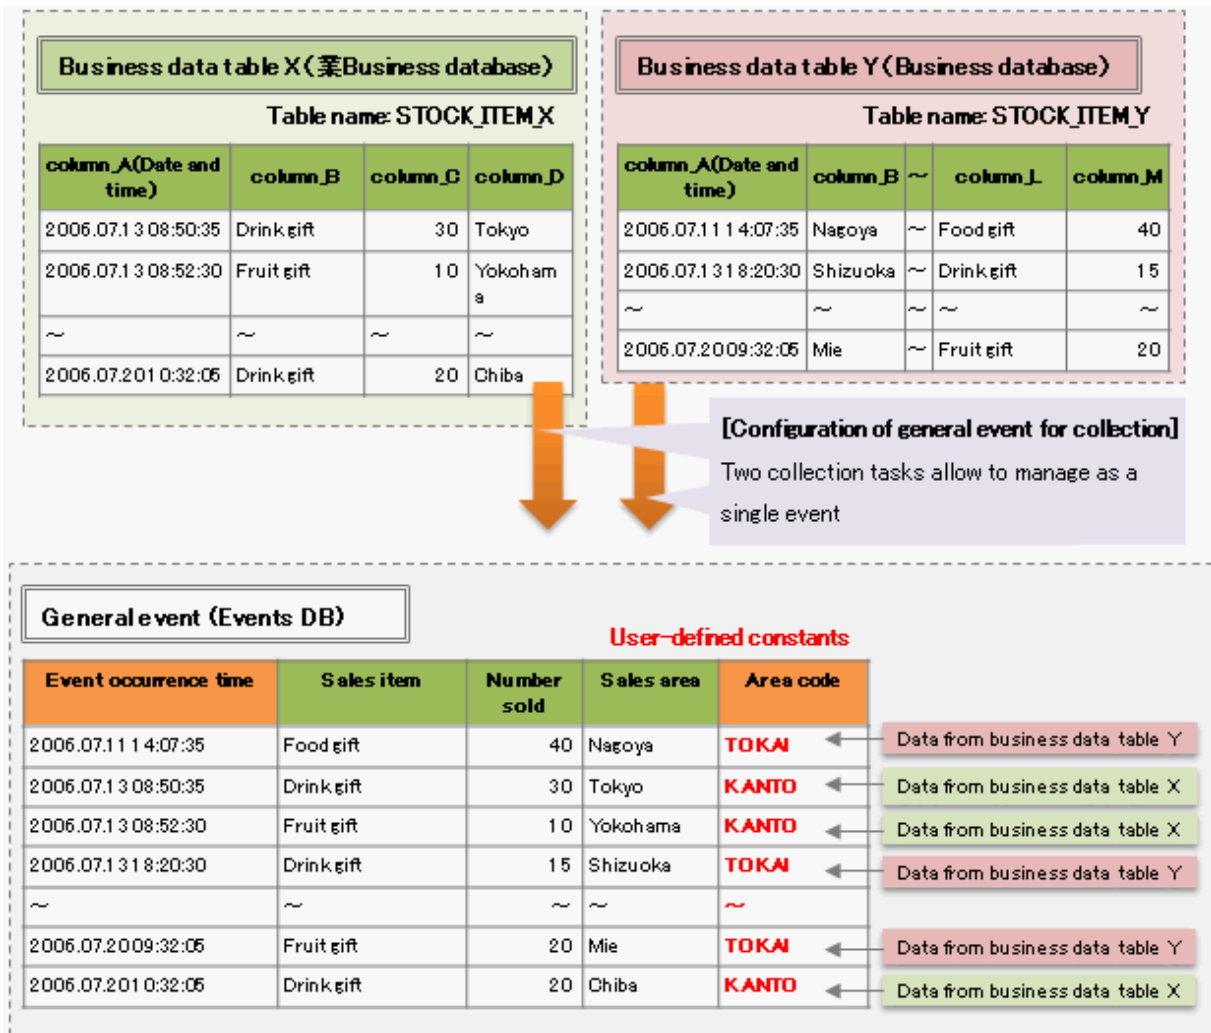 Business data table X(業Business database)
Table name: STOCK_ITEM_X
column_A(Date and time) column_B column_C column_D
2006.07.13 08:50:35 Drink gift 30 Tokyo
2006.07.13 08:52:30 Fruit gift 10 Yokohama
～ ～ ～ ～
2006.07.20 10:32:05 Drink gift 20 Chiba
Business data table Y(Business database)
Table name: STOCK_ITEM_Y
column_A(Date and time) column_B ～ column_L column_M
2006.07.11 14:07:35 Nagoya ～ Food gift 40
2006.07.13 18:20:30 Shizuoka ～ Drink gift 15
～ ～ ～ ～ ～
2006.07.20 09:32:05 Mie ～ Fruit gift 20
[Configuration of general event for collection]
Two collection tasks allow to manage as a
single event
General event (Events DB)
User-defined constants
Event occurrence time Sales item Number sold Sales area Area code
2006.07.11 14:07:35 Food gift 40 Nagoya TOKAI Data from business data table Y
2006.07.13 08:50:35 Drink gift 30 Tokyo KANTO Data from business data table X
2006.07.13 08:52:30 Fruit gift 10 Yokohama KANTO Data from business data table X
2006.07.13 18:20:30 Drink gift 15 Shizuoka TOKAI Data from business data table Y
～ ～ ～ ～ ～
2006.07.20 09:32:05 Fruit gift 20 Mie TOKAI Data from business data table Y
2006.07.20 10:32:05 Drink gift 20 Chiba KANTO Data from business data table X